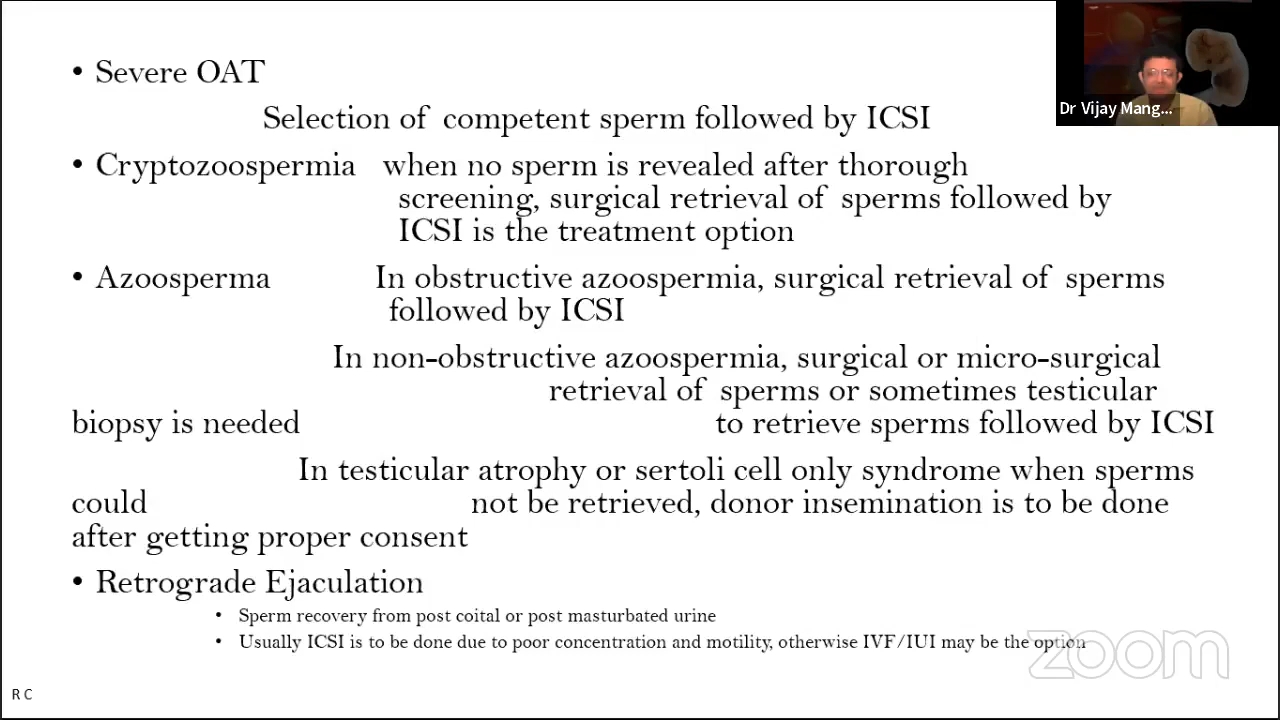 • Severe OAT
Selection of competent sperm followed by ICSI
• Cryptozoospermia when no sperm is revealed after thorough
screening, surgical retrieval of sperms followed by
ICSI is the treatment option
• Azoosperma In obstructive azoospermia, surgical retrieval of sperms
followed by ICSI
In non-obstructive azoospermia, surgical or micro-surgical
retrieval of sperms or sometimes testicular
biopsy is needed to retrieve sperms followed by ICSI
In testicular atrophy or sertoli cell only syndrome when sperms
could not be retrieved, donor insemination is to be done
after getting proper consent
• Retrograde Ejaculation
• Sperm recovery from post coital or post masturbated urine
• Usually ICSI is to be done due to poor concentration and motility, otherwise IVF/IUI may be the option
R C
Dr Vijay Mang...
zoom